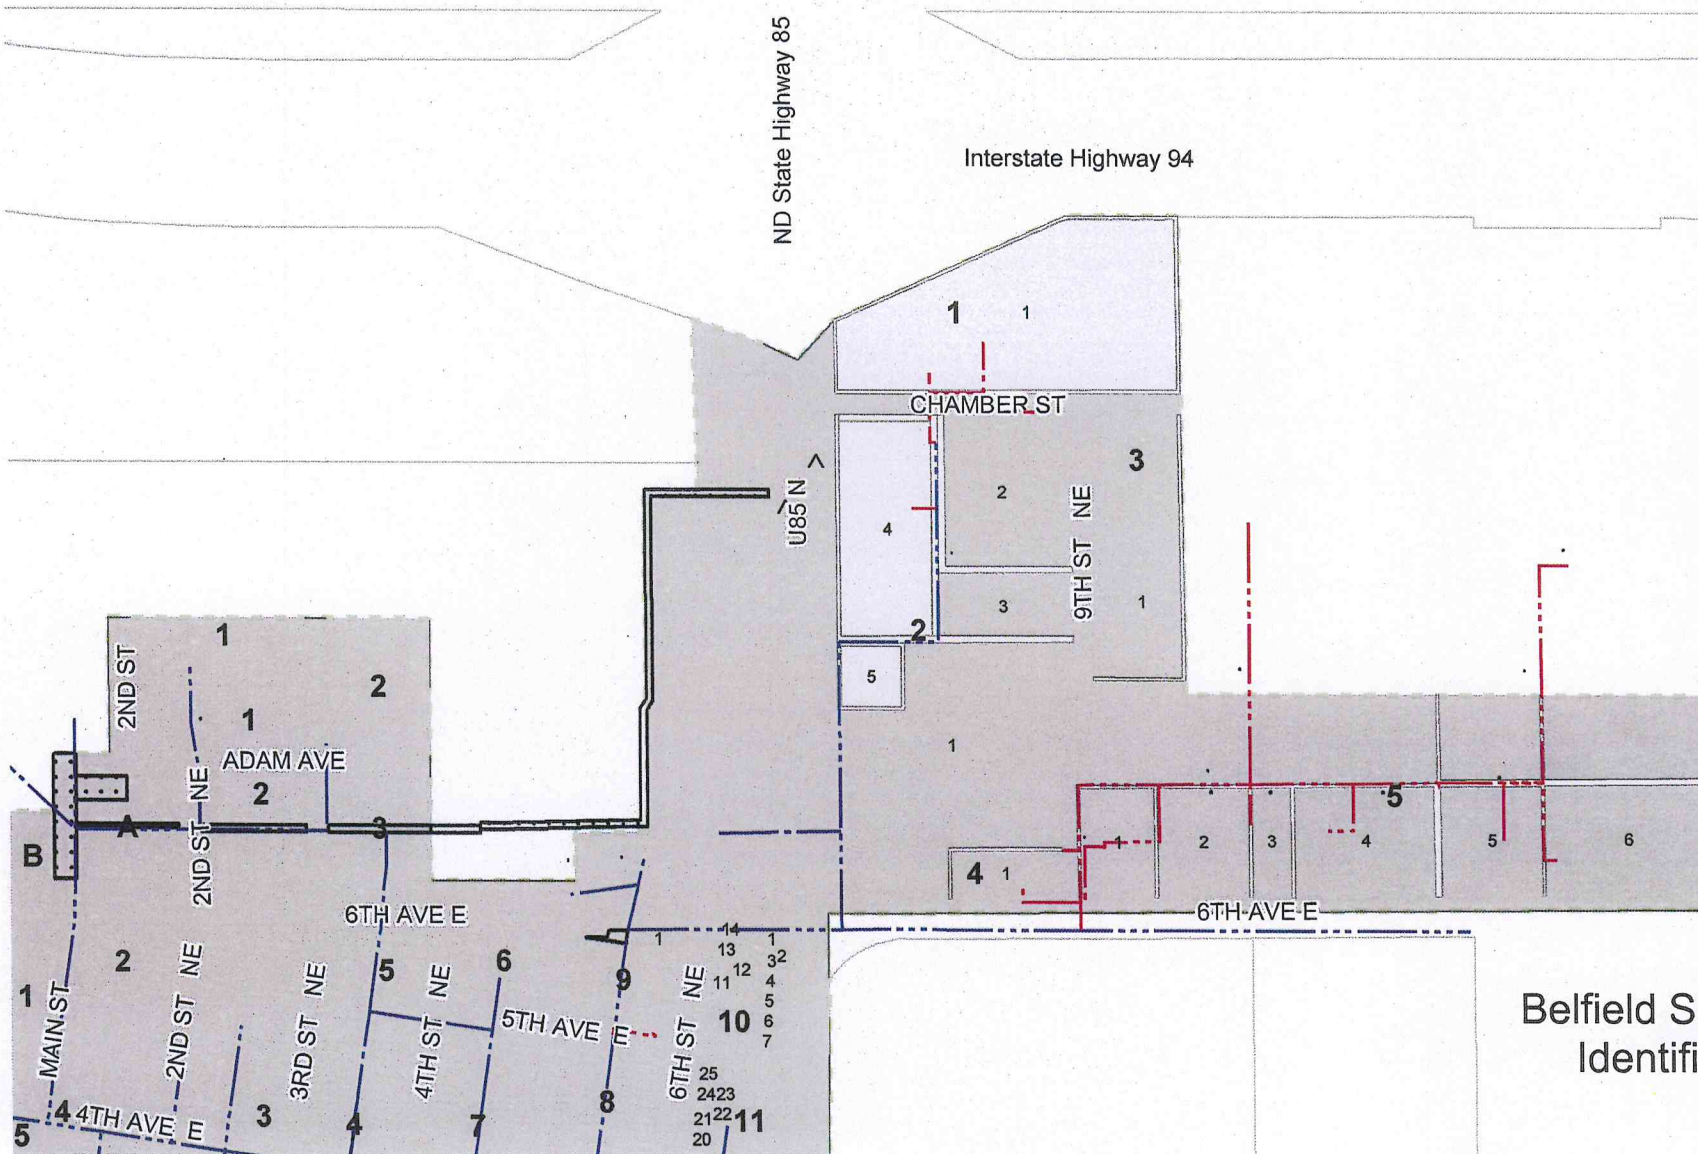 ND State Highway 85
Interstate Highway 94
1
1
CHAMBER ST
3
2
4
U85 N
9TH ST NE
3
1
2
5
1
2ND ST
1
2
1
ADAM AVE
2
2ND ST NE
A
3
B
1
5
1
2
3
4
5
6
4
1
6TH AVE E
6TH AVE E
1
14
1
13
3
2
12
11
4
5
10
6
7
2
5
6
9
1
MAIN ST
2ND ST NE
3RD ST NE
4TH ST NE
5TH AVE E
6TH ST NE
Belfield S
Identifi
25
24
23
21
22
11
20
4
4TH AVE E
3
4
7
8
5